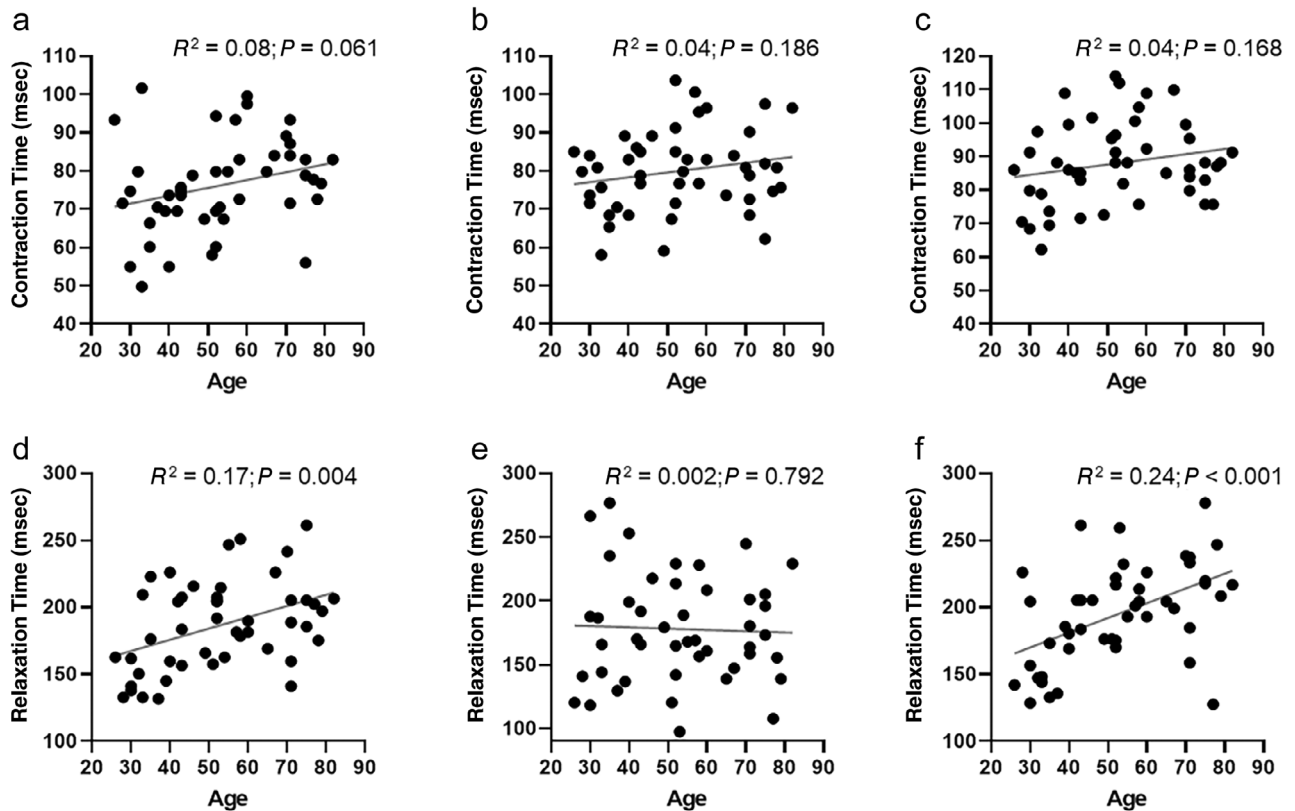 a
R² = 0.08; P = 0.061
110
100
90
80
70
60
50
40
Contraction Time (msec)
20 30 40 50 60 70 80 90
Age
b
R² = 0.04; P = 0.186
110
100
90
80
70
60
50
40
Contraction Time (msec)
20 30 40 50 60 70 80 90
Age
c
R² = 0.04; P = 0.168
120
110
100
90
80
70
60
50
40
Contraction Time (msec)
20 30 40 50 60 70 80 90
Age
d
R² = 0.17; P = 0.004
300
250
200
150
100
Relaxation Time (msec)
20 30 40 50 60 70 80 90
Age
e
R² = 0.002; P = 0.792
300
250
200
150
100
Relaxation Time (msec)
20 30 40 50 60 70 80 90
Age
f
R² = 0.24; P < 0.001
300
250
200
150
100
Relaxation Time (msec)
20 30 40 50 60 70 80 90
Age